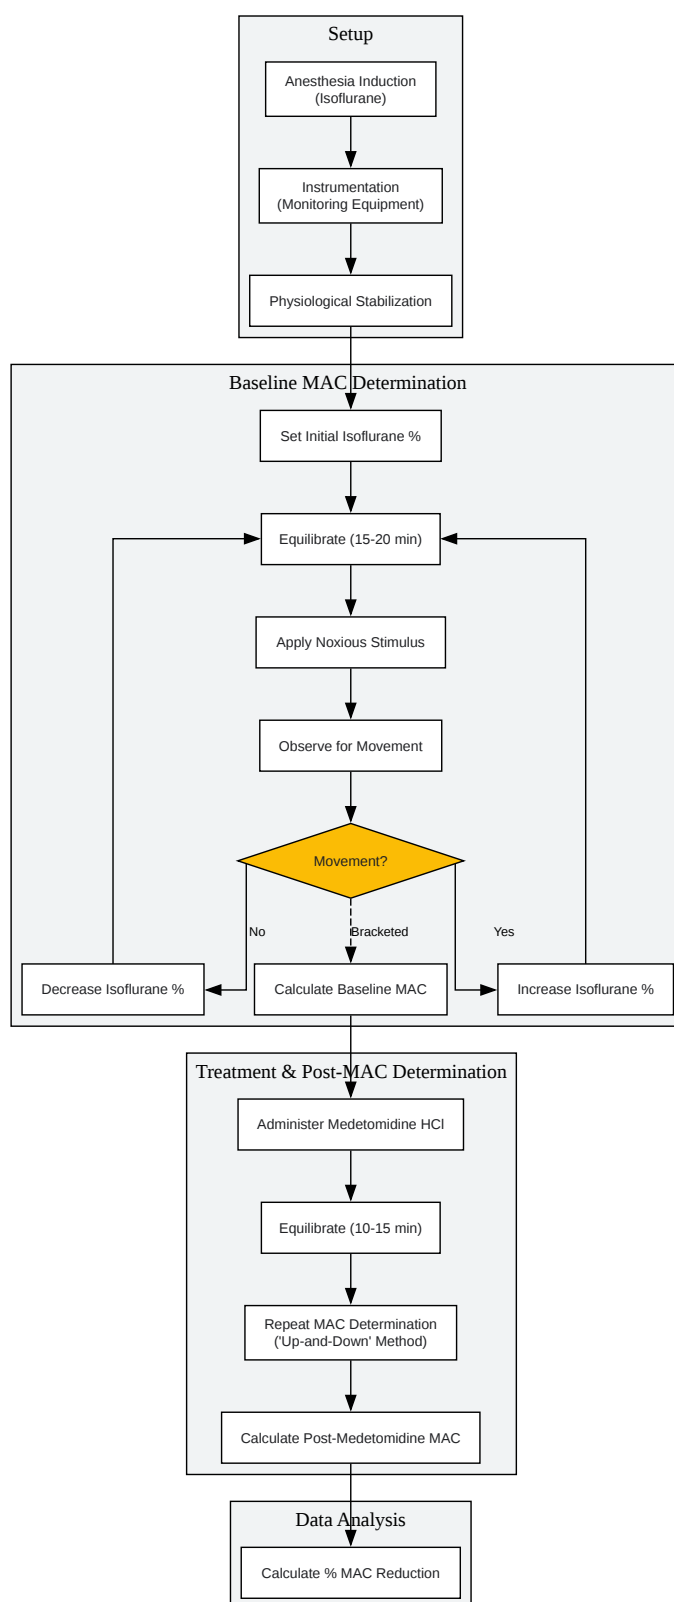 Setup
Anesthesia Induction
(Isoflurane)
Instrumentation
(Monitoring Equipment)
Physiological Stabilization
Baseline MAC Determination
Set Initial Isoflurane %
Equilibrate (15-20 min)
Apply Noxious Stimulus
Observe for Movement
Movement?
No
Bracketed
Yes
Decrease Isoflurane %
Calculate Baseline MAC
Increase Isoflurane %
Treatment & Post-MAC Determination
Administer Medetomidine HCl
Equilibrate (10-15 min)
Repeat MAC Determination
('Up-and-Down' Method)
Calculate Post-Medetomidine MAC
Data Analysis
Calculate % MAC Reduction